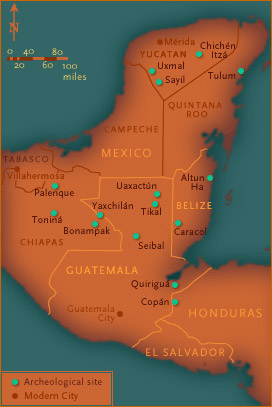 N
Mérida
Chichén
Itzá
YUCATAN
0 40 80
20 60 100
miles
Uxmal
Sayil
Tulum
QUINTANA
ROO
CAMPECHE
MEXICO
TABASCO
Villahermosa
Palenque
Uaxactún
Altun
Ha
Yaxchilán
Tikal
BELIZE
Toniná
Bonampak
Caracol
CHIAPAS
Seibal
GUATEMALA
Quiriguá
Copán
Guatemala
City
HONDURAS
EL SALVADOR
Archeological site
Modern City